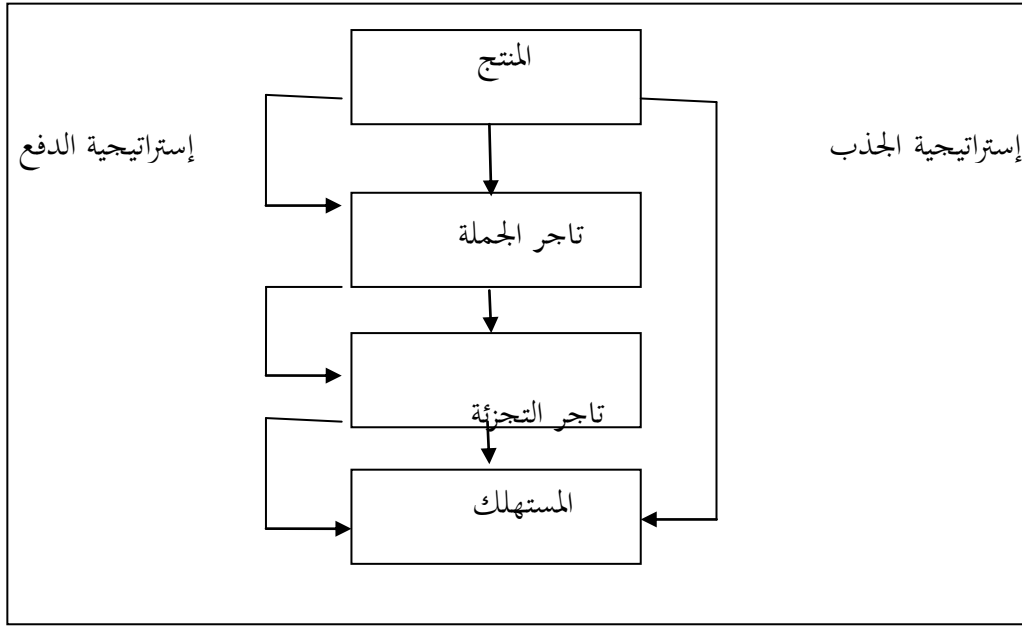 المنتج
إستراتيجية الجذب
إستراتيجية الدفع
تاجر الجملة
تاجر التجزئة
المستهلك